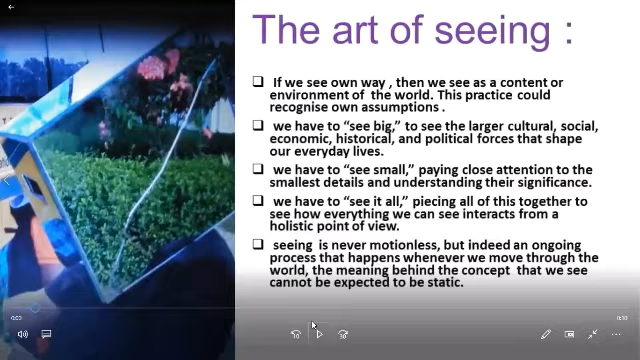 The art of seeing :
If we see own way , then we see as a content or
environment of the world. This practice could
recognise own assumptions .
we have to “see big,” to see the larger cultural, social,
economic, historical, and political forces that shape
our everyday lives.
we have to “see small,” paying close attention to the
smallest details and understanding their significance.
we have to “see it all,” piecing all of this together to
see how everything we can see interacts from a
holistic point of view.
seeing is never motionless, but indeed an ongoing
process that happens whenever we move through the
world, the meaning behind the concept that we see
cannot be expected to be static.
10
30